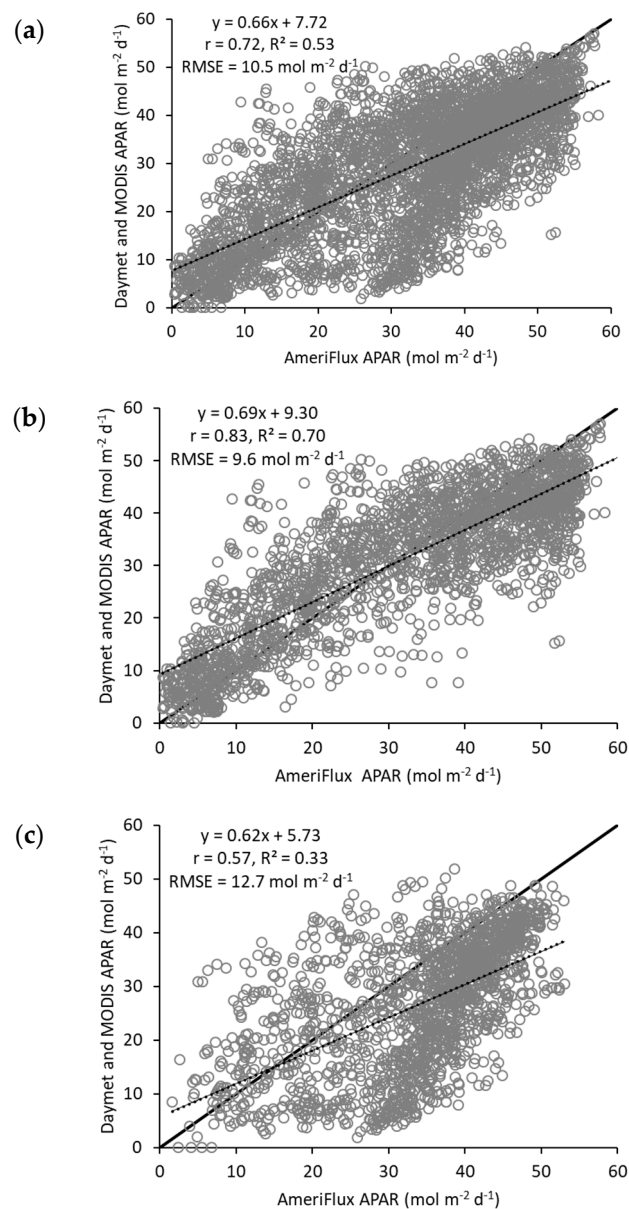 (a)
y = 0.66x + 7.72
r = 0.72, R² = 0.53
RMSE = 10.5 mol m⁻² d⁻¹
Daymet and MODIS APAR (mol m⁻² d⁻¹)
60
50
40
30
20
10
0
0 10 20 30 40 50 60
AmeriFlux APAR (mol m⁻² d⁻¹)
(b)
y = 0.69x + 9.30
r = 0.83, R² = 0.70
RMSE = 9.6 mol m⁻² d⁻¹
Daymet and MODIS APAR (mol m⁻² d⁻¹)
60
50
40
30
20
10
0
0 10 20 30 40 50 60
AmeriFlux APAR (mol m⁻² d⁻¹)
(c)
y = 0.62x + 5.73
r = 0.57, R² = 0.33
RMSE = 12.7 mol m⁻² d⁻¹
Daymet and MODIS APAR (mol m⁻² d⁻¹)
60
50
40
30
20
10
0
0 10 20 30 40 50 60
AmeriFlux APAR (mol m⁻² d⁻¹)